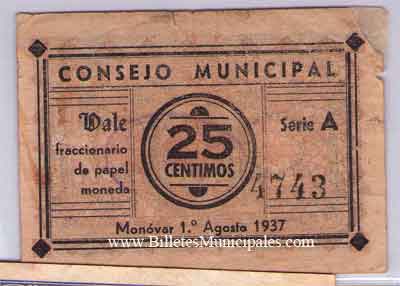 CONSEJO MUNICIPAL
Vale
fraccionario
de papel
moneda
25
CENTIMOS
Serie A
4743
Monóvar 1.º Agosto 1937
www.BilletesMunicipales.com